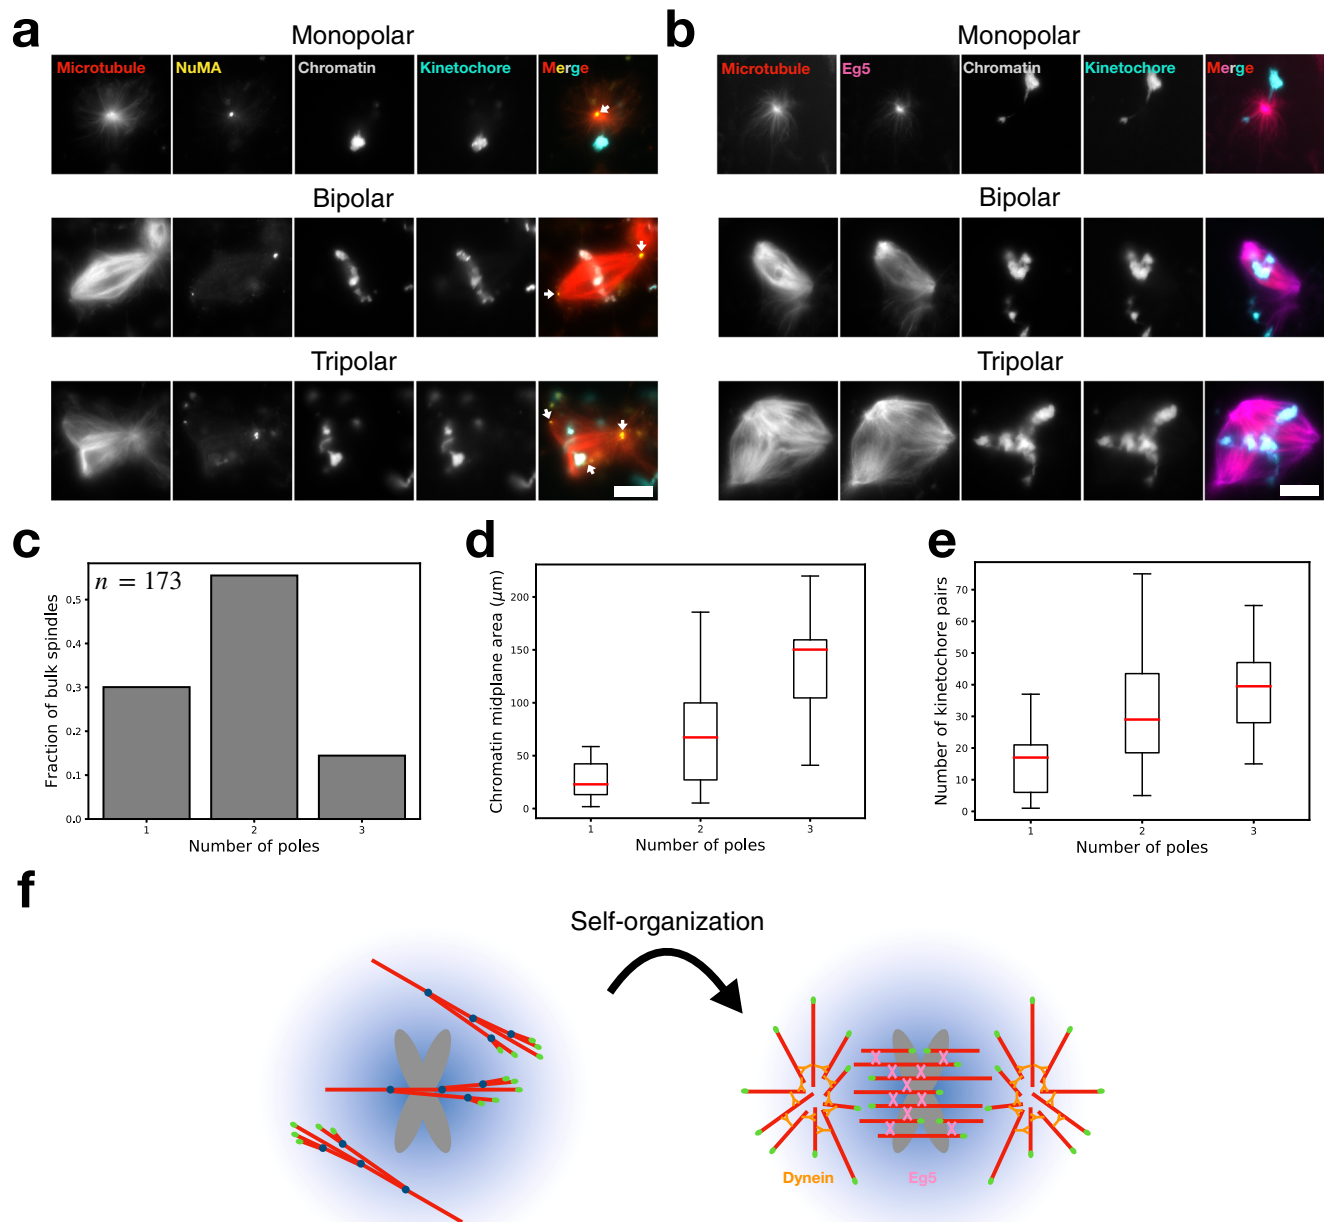 a
Monopolar
Microtubule NuMA Chromatin Kinetochore Merge
Bipolar
Tripolar
b
Monopolar
Microtubule Eg5 Chromatin Kinetochore Merge
Bipolar
Tripolar
c
n = 173
Fraction of bulk spindles
0.5
0.4
0.3
0.2
0.1
0.0
1 2 3
Number of poles
d
Chromatin midplane area (μm)
200
150
100
50
0
1 2 3
Number of poles
e
Number of kinetochore pairs
70
60
50
40
30
20
10
0
1 2 3
Number of poles
f
Self-organization
Dynein Eg5